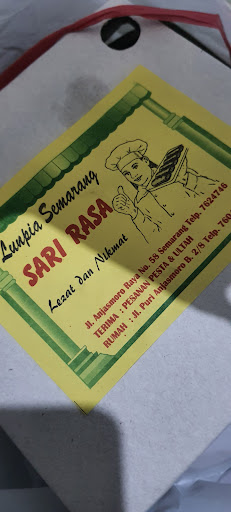 Lunpia Semarang
SARI RASA
Lezat dan Nikmat
Jl. Anjasmoro Raya No. 58 Semarang Telp. 7624746
TERIMA : PESANAN PESTA & ULTAH
RUMAH : Jl. Puri Anjasmoro B. 2/8 Telp.